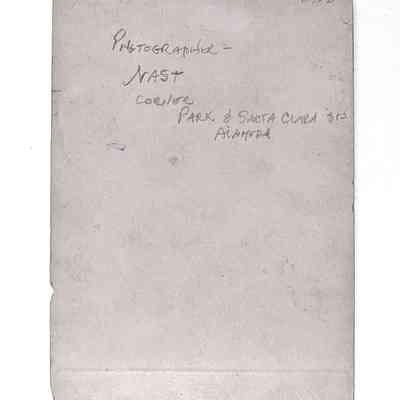 Photographer -
NAST
CORNER
PARK & SANTA CLARA STS
ALAMEDA